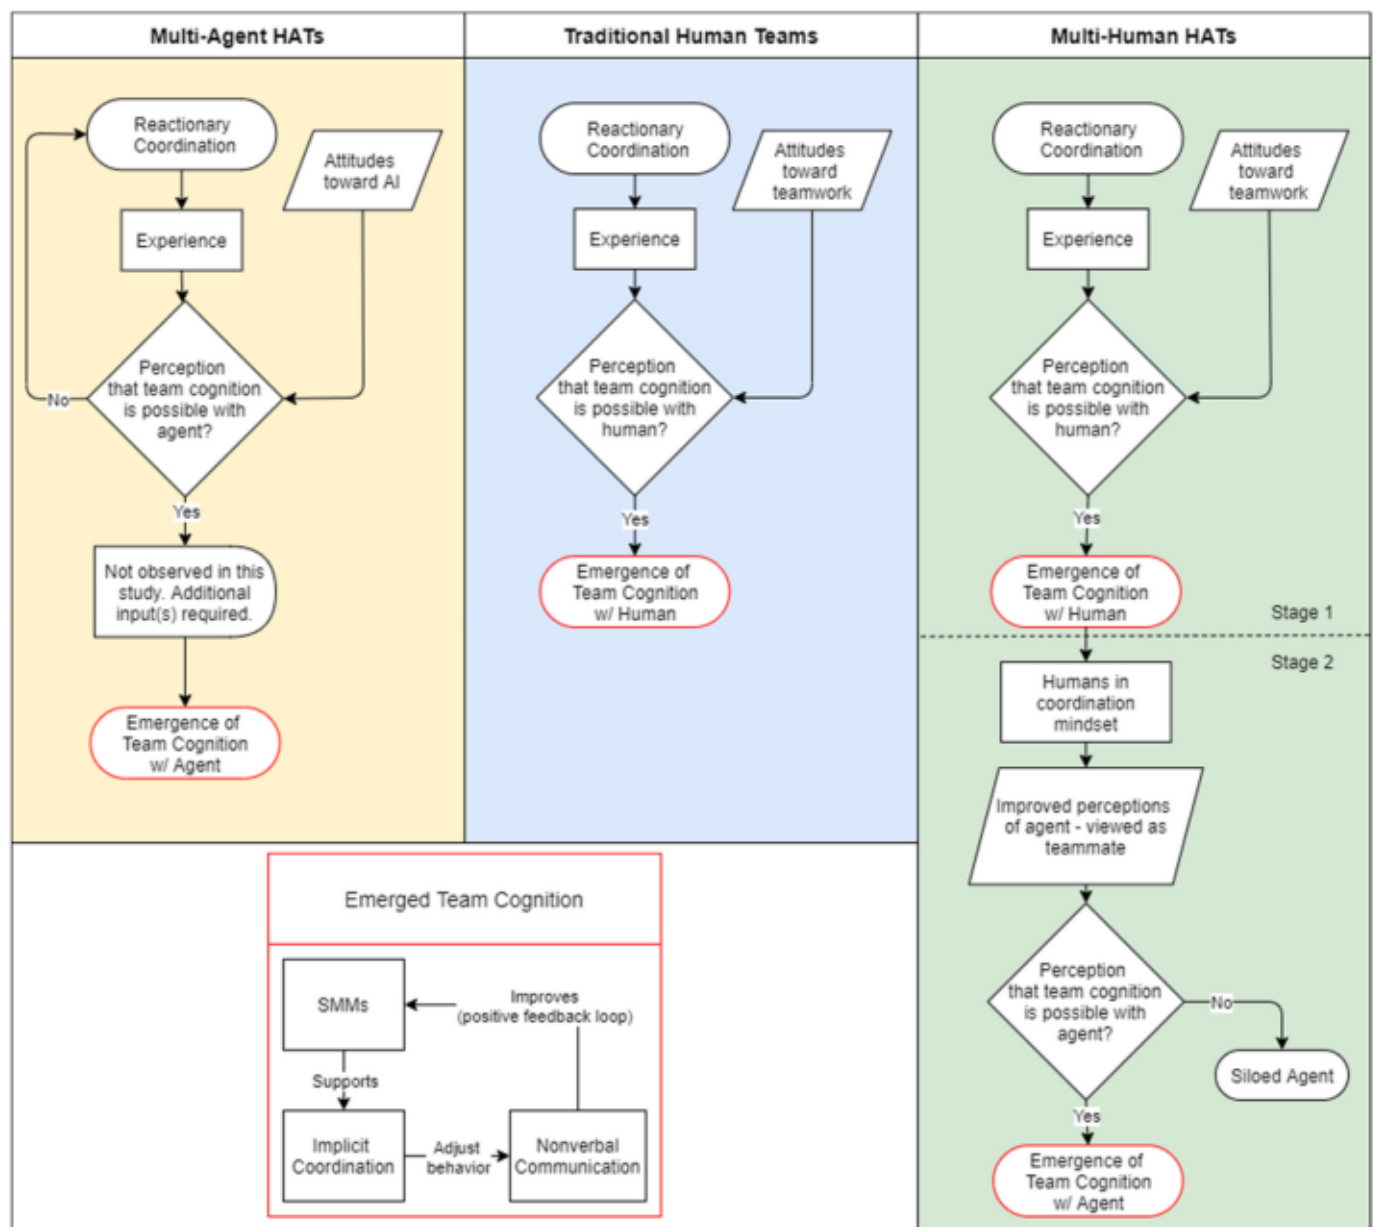 Multi-Agent HATs
Traditional Human Teams
Multi-Human HATs
Reactionary
Coordination
Attitudes
toward AI
Experience
Perception
that team cognition
is possible with
agent?
No
Yes
Not observed in this
study. Additional
input(s) required.
Emergence of
Team Cognition
w/ Agent
Reactionary
Coordination
Attitudes
toward
teamwork
Experience
Perception
that team cognition
is possible with
human?
Yes
Emergence of
Team Cognition
w/ Human
Reactionary
Coordination
Attitudes
toward
teamwork
Experience
Perception
that team cognition
is possible with
human?
Yes
Emergence of
Team Cognition
w/ Human
Stage 1
Stage 2
Humans in
coordination
mindset
Improved perceptions
of agent - viewed as
teammate
Perception
that team cognition
is possible with
agent?
No
Siloed Agent
Yes
Emergence of
Team Cognition
w/ Agent
Emerged Team Cognition
SMMs
Improves
(positive feedback loop)
Supports
Implicit
Coordination
Adjust
behavior
Nonverbal
Communication